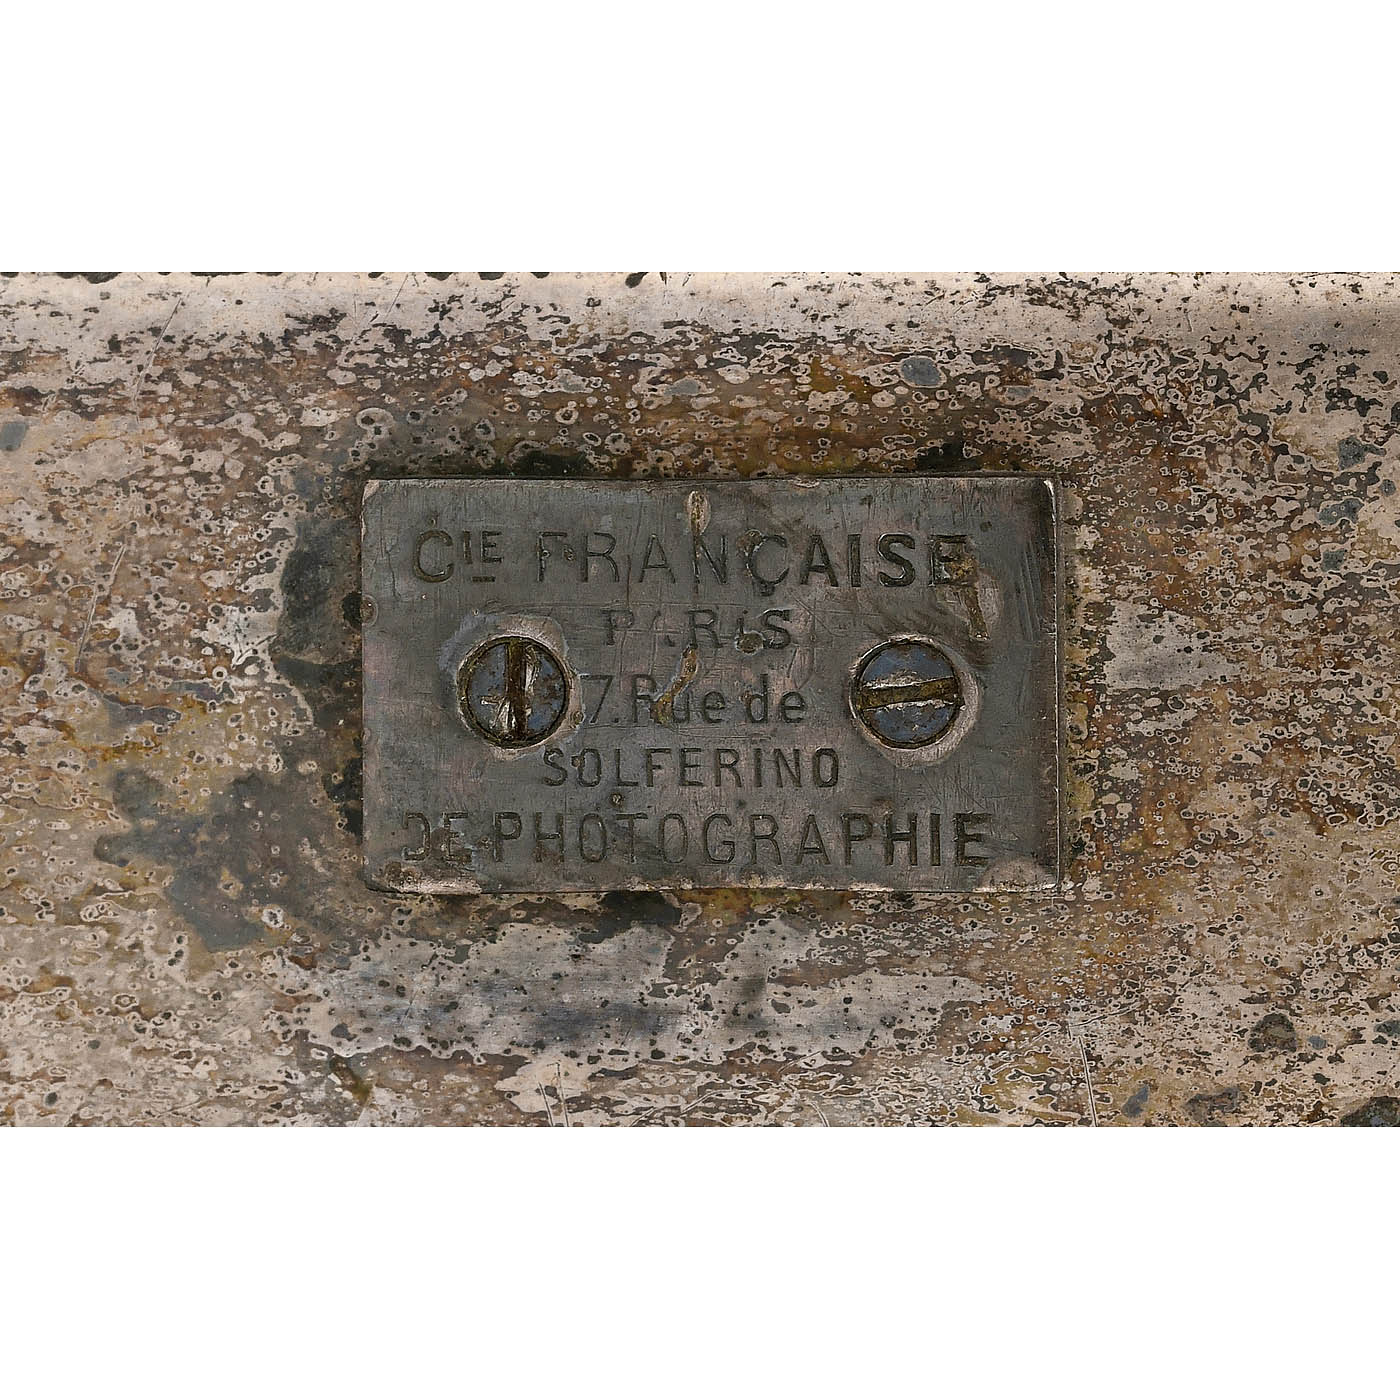 CIE FRANÇAISE
PARIS
7. Rue de
SOLFERINO
DE PHOTOGRAPHIE